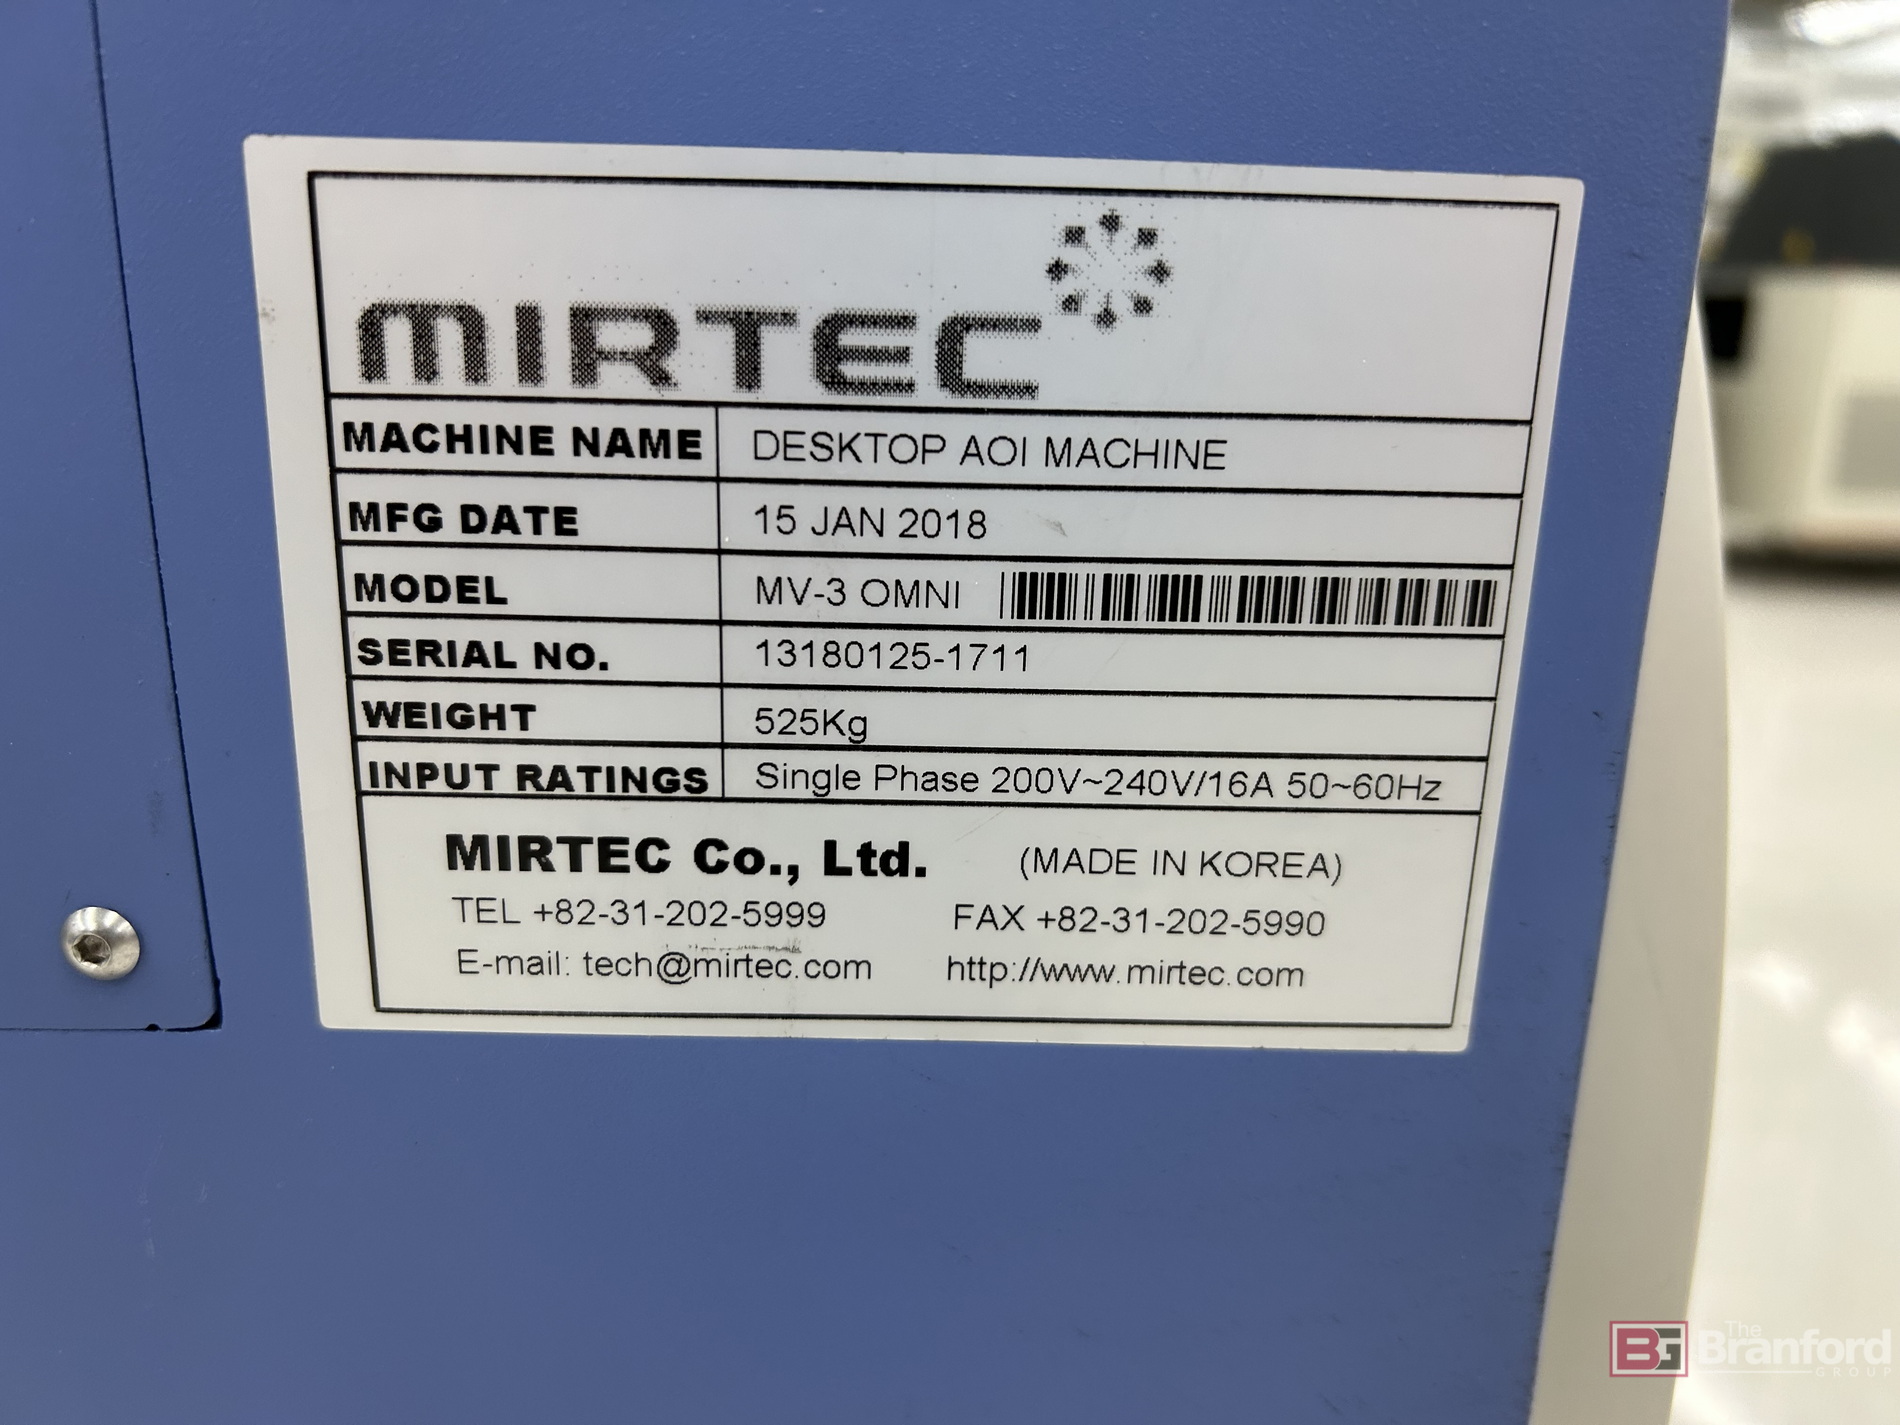 MIRTEC
MACHINE NAME DESKTOP AOI MACHINE
MFG DATE 15 JAN 2018
MODEL MV-3 OMNI
SERIAL NO. 13180125-1711
WEIGHT 525Kg
INPUT RATINGS Single Phase 200V~240V/16A 50~60Hz
MIRTEC Co., Ltd. (MADE IN KOREA)
TEL +82-31-202-5999 FAX +82-31-202-5990
E-mail: tech@mirtec.com http://www.mirtec.com
BG The Branford GROUP